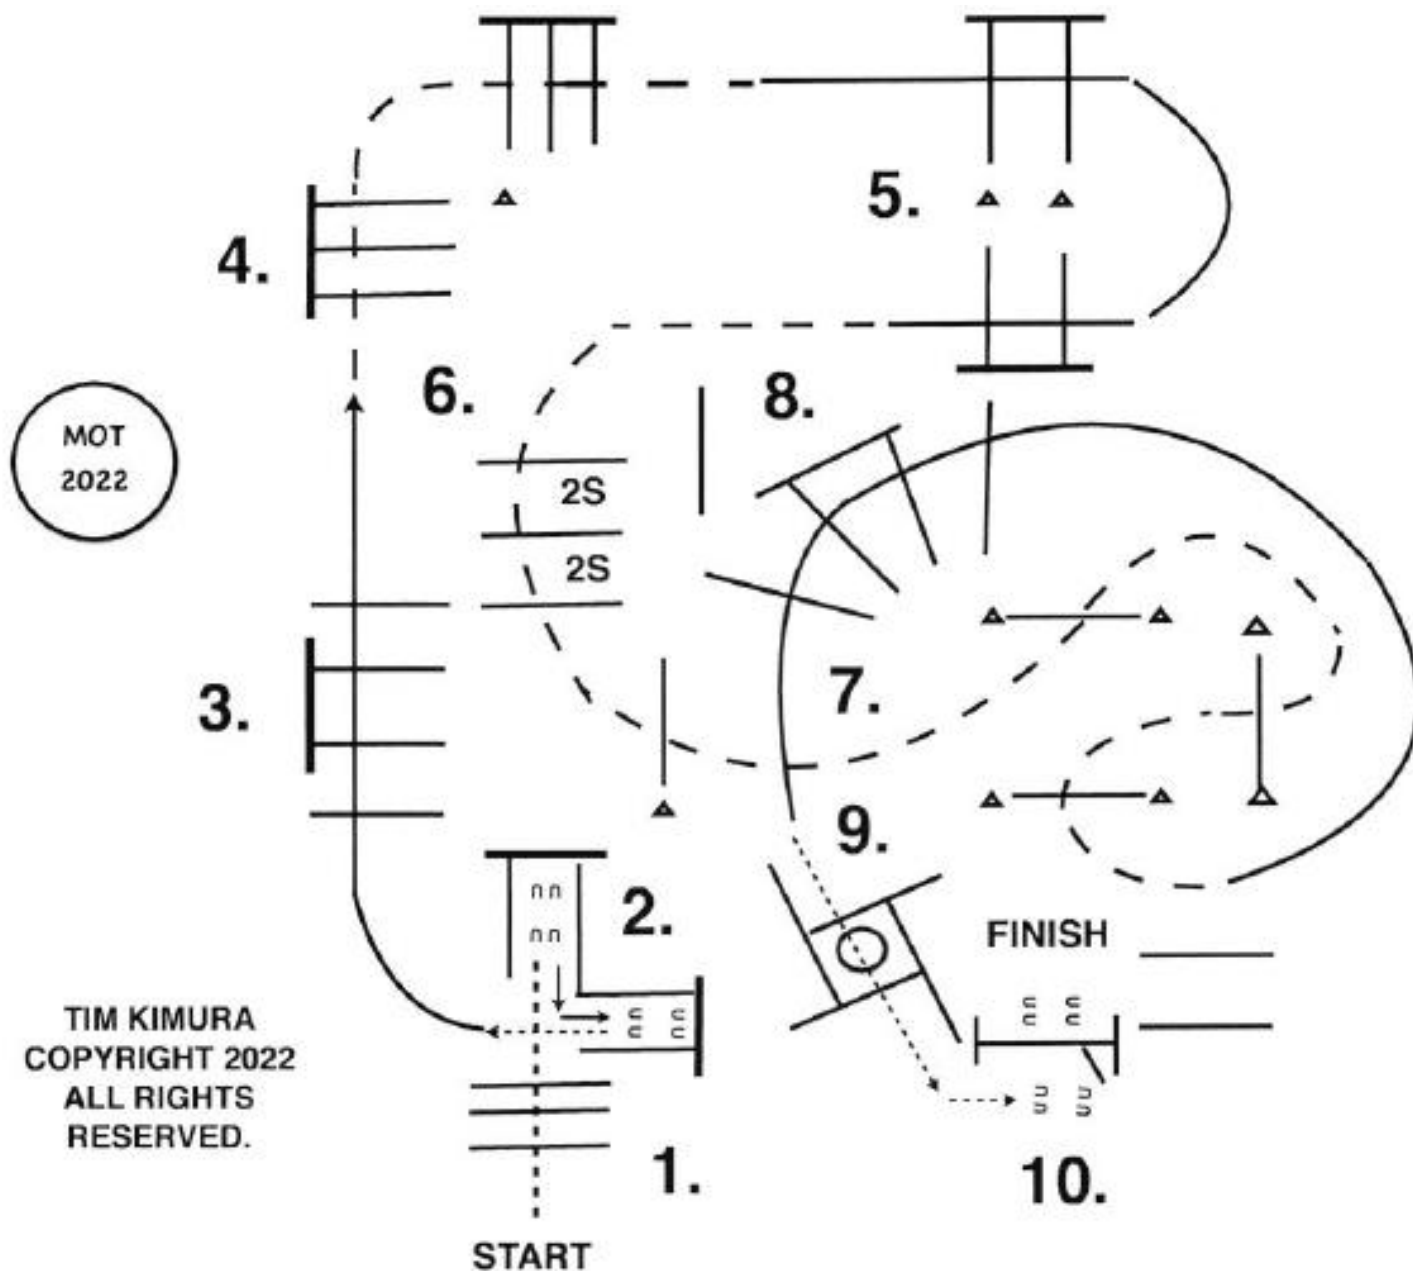 5.
4.
6.
8.
MOT
2022
2S
2S
3.
7.
9.
2.
FINISH
TIM KIMURA
COPYRIGHT 2022
ALL RIGHTS
RESERVED.
1.
10.
START